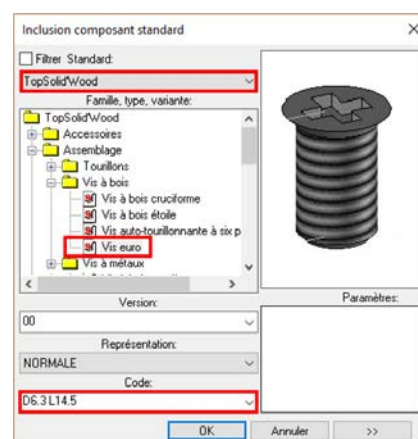 Inclusion composant standard
Filtrer Standard:
TopSolid'Wood
Famille, type, variante:
TopSolid'Wood
Accessoires
Assemblage
Tourillons
Vis à bois
Vis à bois cruciforme
Vis à bois étoile
Vis auto-tourillonnante à six p
Vis euro
Vis à métaux
Version:
00
Représentation:
NORMALE
Code:
D6.3 L14.5
Paramètres:
OK
Annuler
>>